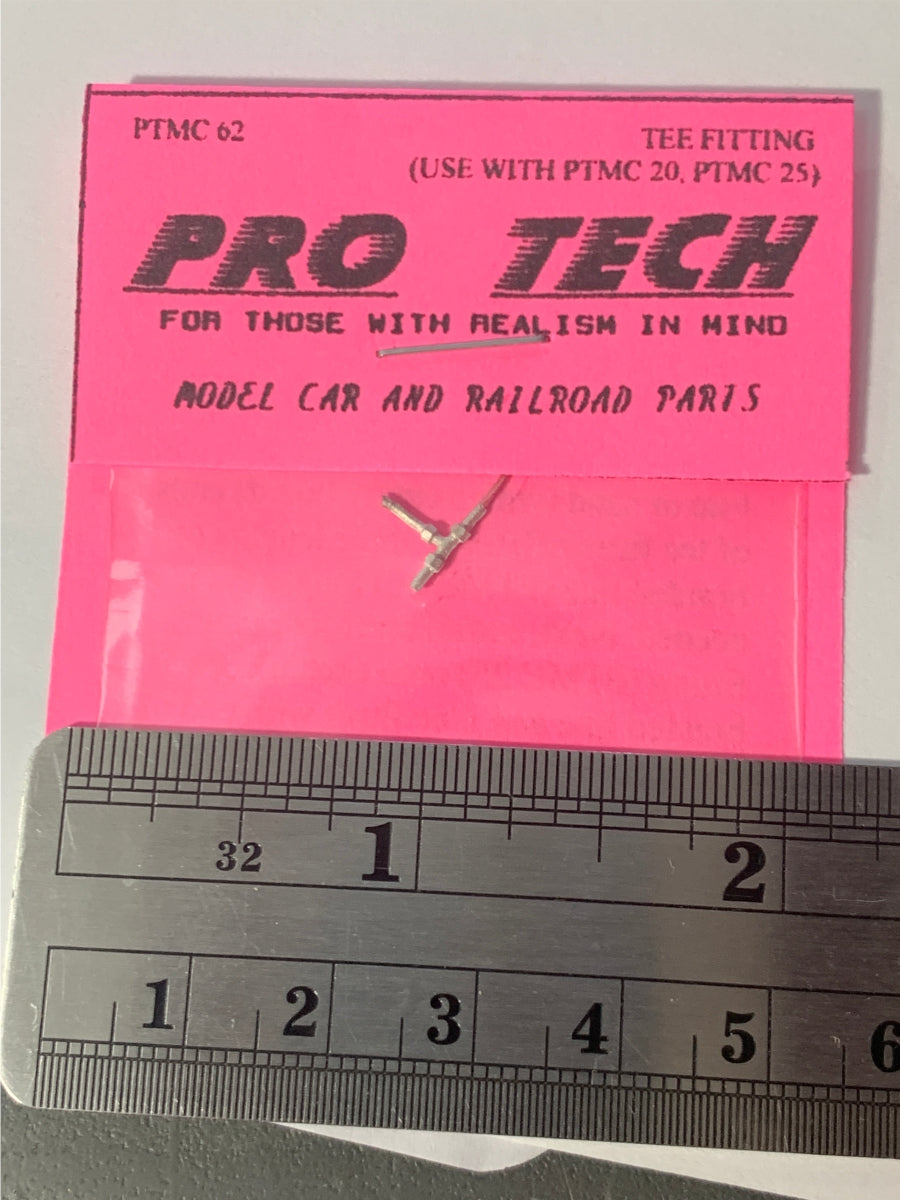 PTMC 62
TEE FITTING
(USE WITH PTMC 20, PTMC 25)
PRO TECH
FOR THOSE WITH REALISM IN MIND
MODEL CAR AND RAILROAD PARTS
32 1 2
1 2 3 4 5 6